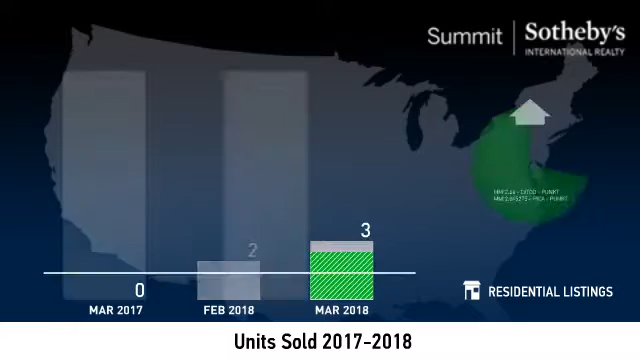 Summit | Sotheby's
INTERNATIONAL REALTY
3
2
0
MAR 2017
FEB 2018
MAR 2018
RESIDENTIAL LISTINGS
Units Sold 2017-2018